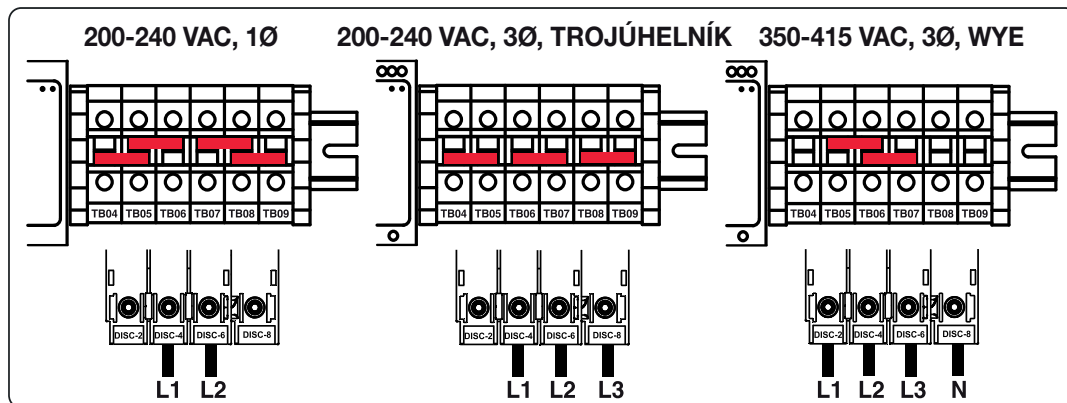 200-240 VAC, 1Ø
TB04 TB05 TB06 TB07 TB08 TB09
DISC-2 DISC-4 DISC-6 DISC-8
L1 L2
200-240 VAC, 3Ø, TROJÚHELNÍK
TB04 TB05 TB06 TB07 TB08 TB09
DISC-2 DISC-4 DISC-6 DISC-8
L1 L2 L3
350-415 VAC, 3Ø, WYE
TB04 TB05 TB06 TB07 TB08 TB09
DISC-2 DISC-4 DISC-6 DISC-8
L1 L2 L3 N